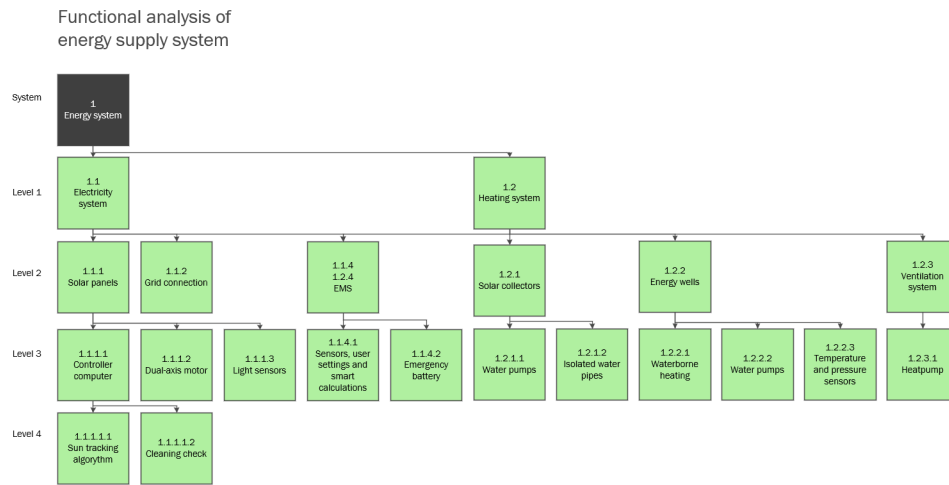 Functional analysis of
energy supply system
System
1
Energy system
Level 1
1.1
Electricity
system
1.2
Heating system
Level 2
1.1.1
Solar panels
1.1.2
Grid connection
1.1.4
1.2.4
EMS
1.2.1
Solar collectors
1.2.2
Energy wells
1.2.3
Ventilation
system
Level 3
1.1.1.1
Controller
computer
1.1.1.2
Dual-axis motor
1.1.1.3
Light sensors
1.1.4.1
Sensors, user
settings and
smart
calculations
1.1.4.2
Emergency
battery
1.2.1.1
Water pumps
1.2.1.2
Isolated water
pipes
1.2.2.1
Waterborne
heating
1.2.2.2
Water pumps
1.2.2.3
Temperature
and pressure
sensors
1.2.3.1
Heatpump
Level 4
1.1.1.1.1
Sun tracking
algorythm
1.1.1.1.2
Cleaning check